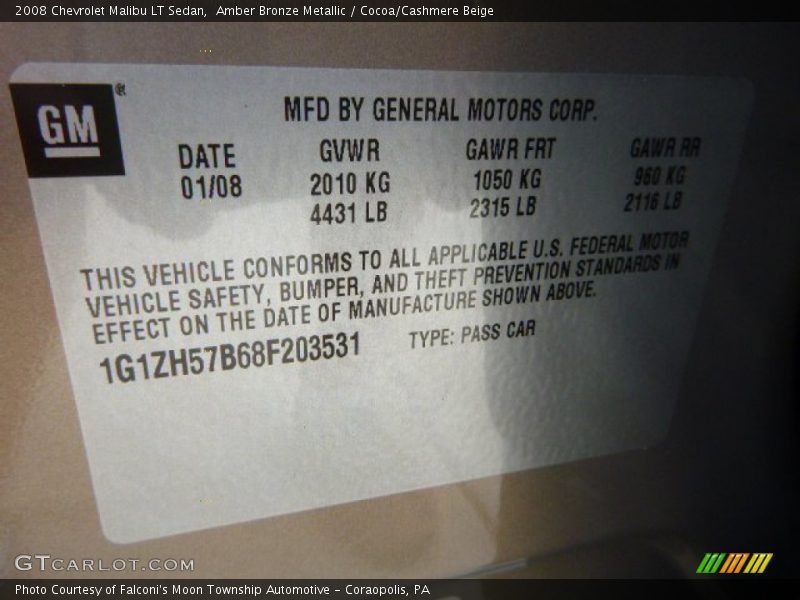 2008 Chevrolet Malibu LT Sedan,  Amber Bronze Metallic / Cocoa/Cashmere Beige
GM®
MFD BY GENERAL MOTORS CORP.
DATE GVWR GAWR FRT GAWR RR
01/08 2010 KG 1050 KG 960 KG
4431 LB 2315 LB 2116 LB
THIS VEHICLE CONFORMS TO ALL APPLICABLE U.S. FEDERAL MOTOR
VEHICLE SAFETY, BUMPER, AND THEFT PREVENTION STANDARDS IN
EFFECT ON THE DATE OF MANUFACTURE SHOWN ABOVE.
1G1ZH57B68F203531 TYPE: PASS CAR
GTCARLOT.COM
Photo Courtesy of Falconi's Moon Township Automotive – Coraopolis, PA